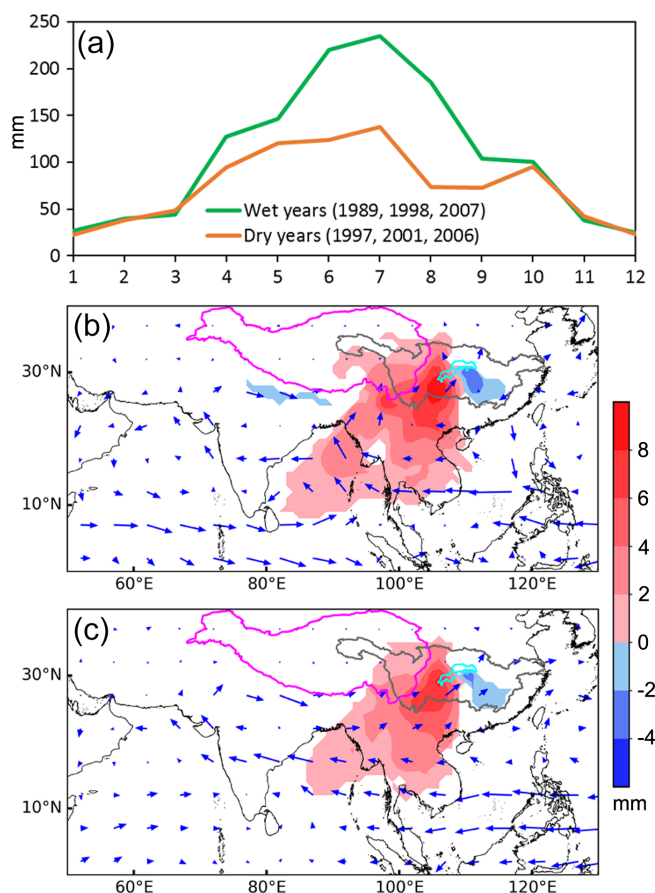 250
(a)
200
150
mm
100
50
Wet years (1989, 1998, 2007)
Dry years (1997, 2001, 2006)
0
1 2 3 4 5 6 7 8 9 10 11 12
(b)
30°N
10°N
60°E 80°E 100°E 120°E
(c)
30°N
10°N
60°E 80°E 100°E 120°E
8
6
4
2
0
-2
-4
mm